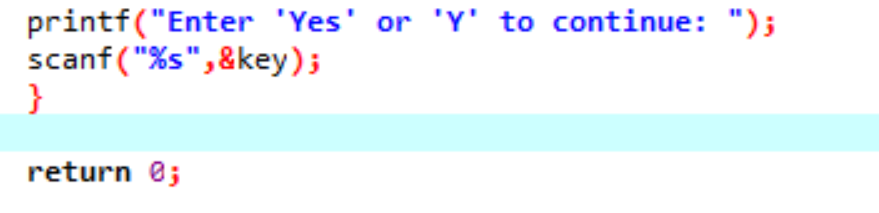 printf("Enter 'Yes' or 'Y' to continue: ");
scanf("%s",&key);
}
return 0;